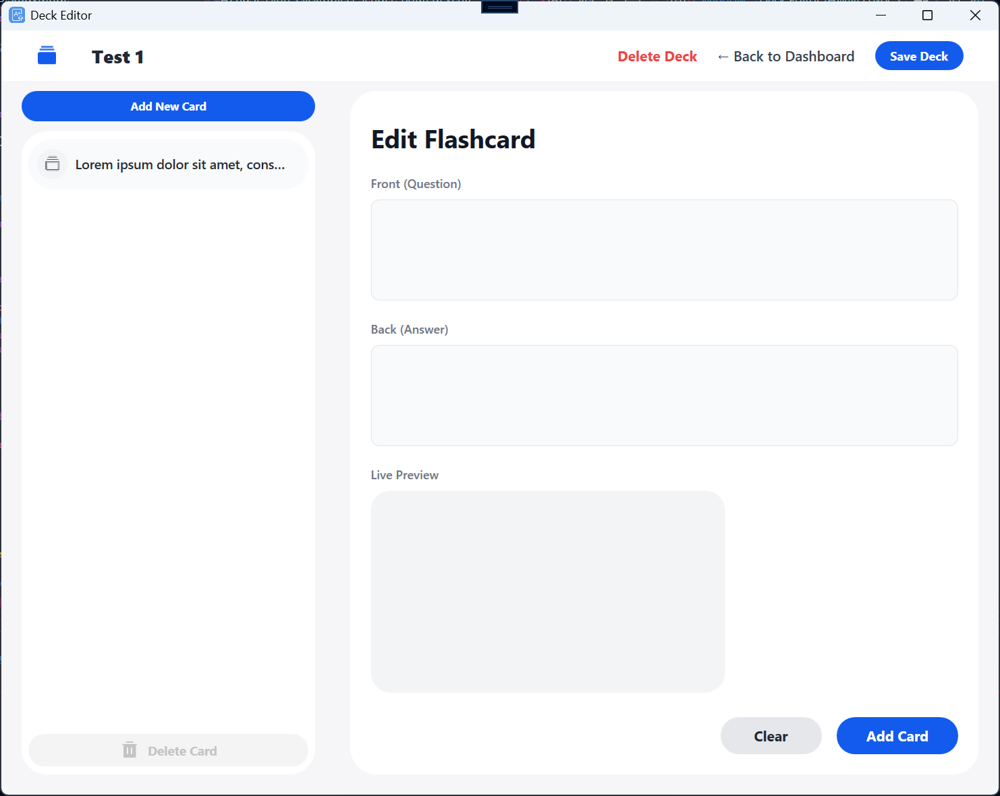 Deck Editor
Test 1
Delete Deck
← Back to Dashboard
Save Deck
Add New Card
Lorem ipsum dolor sit amet, cons...
Delete Card
Edit Flashcard
Front (Question)
Back (Answer)
Live Preview
Clear
Add Card